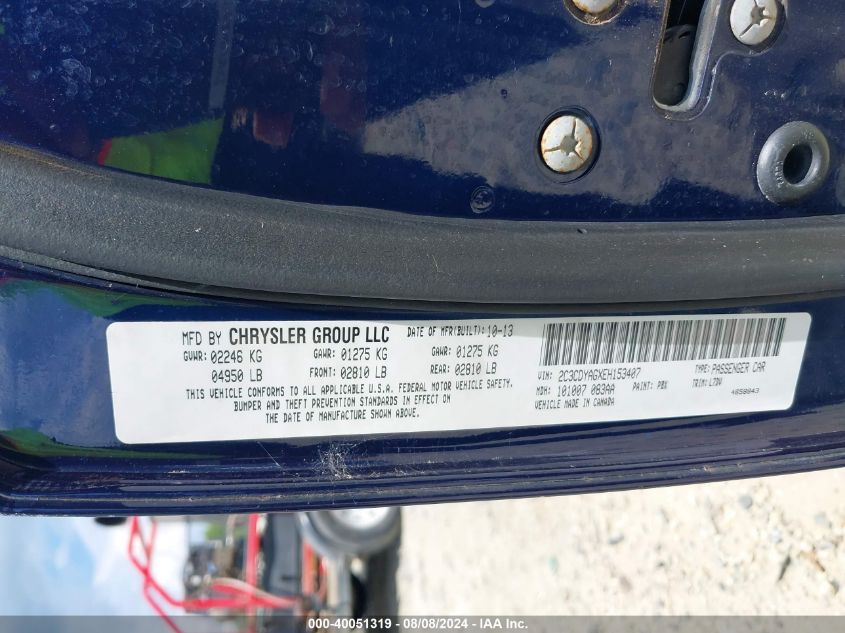 MFD BY CHRYSLER GROUP LLC DATE OF MFR(BUILT): 10-13
GVWR: 02246 KG GAWR: 01275 KG GAWR: 01275 KG
04950 LB FRONT: 02810 LB REAR: 02810 LB
THIS VEHICLE CONFORMS TO ALL APPLICABLE U.S.A. FEDERAL MOTOR VEHICLE SAFETY,
BUMPER AND THEFT PREVENTION STANDARDS IN EFFECT ON
THE DATE OF MANUFACTURE SHOWN ABOVE.
VIN: 2C3CDYAGXEH153407 TYPE: PASSENGER CAR
MDH: 101007 083AA PAINT: PBX TRIM: L7DV
VEHICLE MADE IN CANADA 4658843
000-40051319 - 08/08/2024 - IAA Inc.